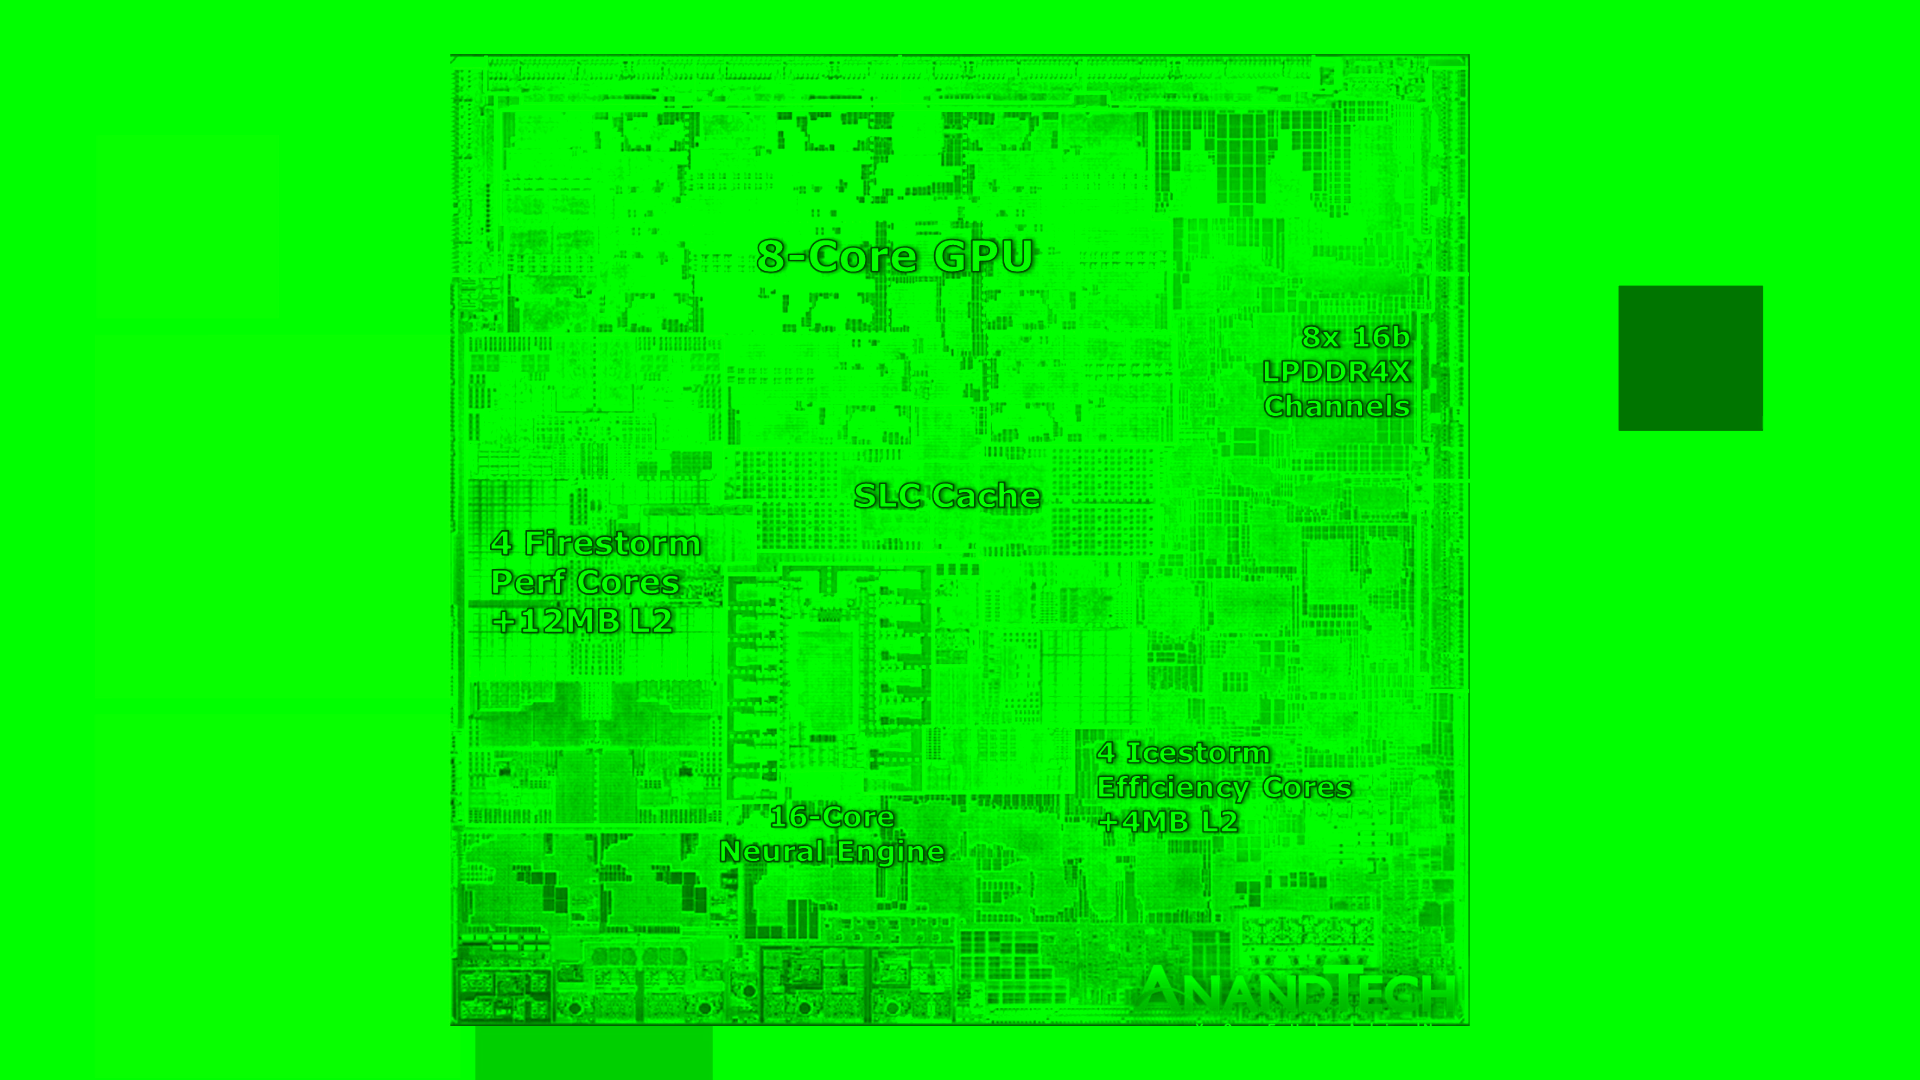 8-Core GPU
8x 16b
LPDDR4X
Channels
SLC Cache
4 Firestorm
Perf Cores
+12MB L2
4 Icestorm
Efficiency Cores
+4MB L2
16-Core
Neural Engine
ANANDTECH